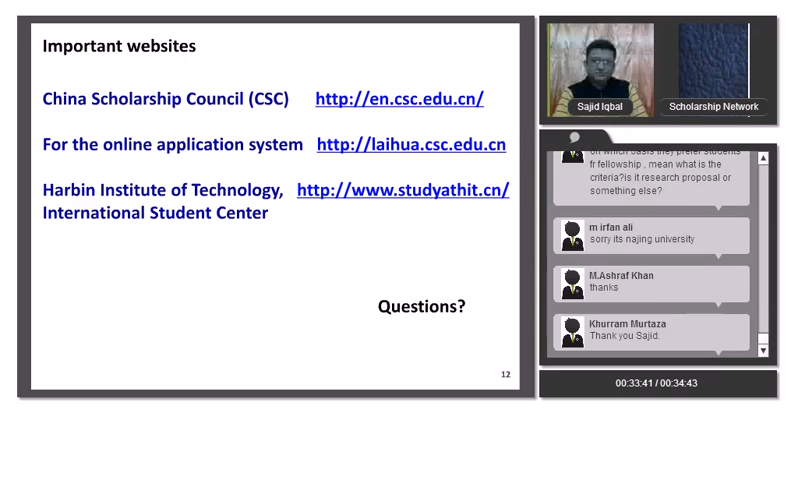 Important websites
China Scholarship Council (CSC) http://en.csc.edu.cn/
For the online application system http://laihua.csc.edu.cn
Harbin Institute of Technology, http://www.studyathit.cn/
International Student Center
Questions?
12
Sajid Iqbal
Scholarship Network
on which basis they prefer students
fr fellowship , mean what is the
criteria?is it research proposal or
something else?
m irfan ali
sorry its najing university
M.Ashraf Khan
thanks
Khurram Murtaza
Thank you Sajid.
00:33:41 / 00:34:43